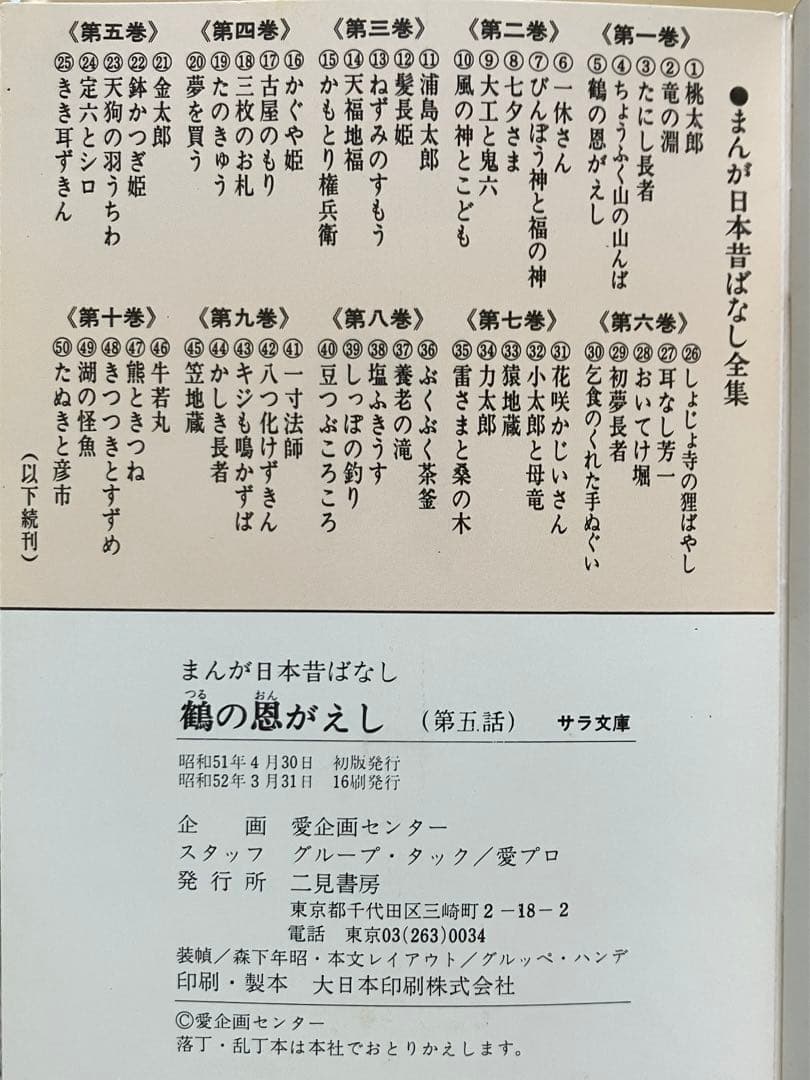 ●まんが日本昔ばなし全集
《第一巻》
①桃太郎
②竜の淵
③たにし長者
④ちょうふく山の山んば
⑤鶴の恩がえし
《第二巻》
⑥一休さん
⑦びんぼう神と福の神
⑧七夕さま
⑨大工と鬼六
⑩風の神とこども
《第三巻》
⑪浦島太郎
⑫髪長姫
⑬ねずみのすもう
⑭天福地福
⑮かもとり権兵衛
《第四巻》
⑯かぐや姫
⑰古屋のもり
⑱三枚のお札
⑲たのきゅう
⑳夢を買う
《第五巻》
㉑金太郎
㉒鉢かつぎ姫
㉓天狗の羽うちわ
㉔定六とシロ
㉕きき耳ずきん
《第六巻》
㉖しょじょ寺の狸ばやし
㉗耳なし芳一
㉘おいてけ堀
㉙初夢長者
㉚乞食のくれた手ぬぐい
《第七巻》
㉛花咲かじいさん
㉜小太郎と母竜
㉝猿地蔵
㉞力太郎
㉟雷さまと桑の木
《第八巻》
㊱ぶくぶく茶釜
㊲養老の滝
㊳塩ふきうす
㊴しっぽの釣り
㊵豆つぶころころ
《第九巻》
㊶一寸法師
㊷八つ化けずきん
㊸キジも鳴かずば
㊹かしき長者
㊺笠地蔵
《第十巻》
㊻牛若丸
㊼熊ときつね
㊽きつつきとすずめ
㊾湖の怪魚
㊿たぬきと彦市
(以下続刊)
まんが日本昔ばなし
つる おん
鶴の恩がえし (第五話) サラ文庫
昭和51年4月30日 初版発行
昭和52年3月31日 16刷発行
企画 愛企画センター
スタッフ グループ・タック/愛プロ
発行所 二見書房
東京都千代田区三崎町2-18-2
電話 東京03(263)0034
装幀/森下年昭・本文レイアウト/グルッペ・ハンデ
印刷・製本 大日本印刷株式会社
©愛企画センター
落丁・乱丁本は本社でおとりかえします。